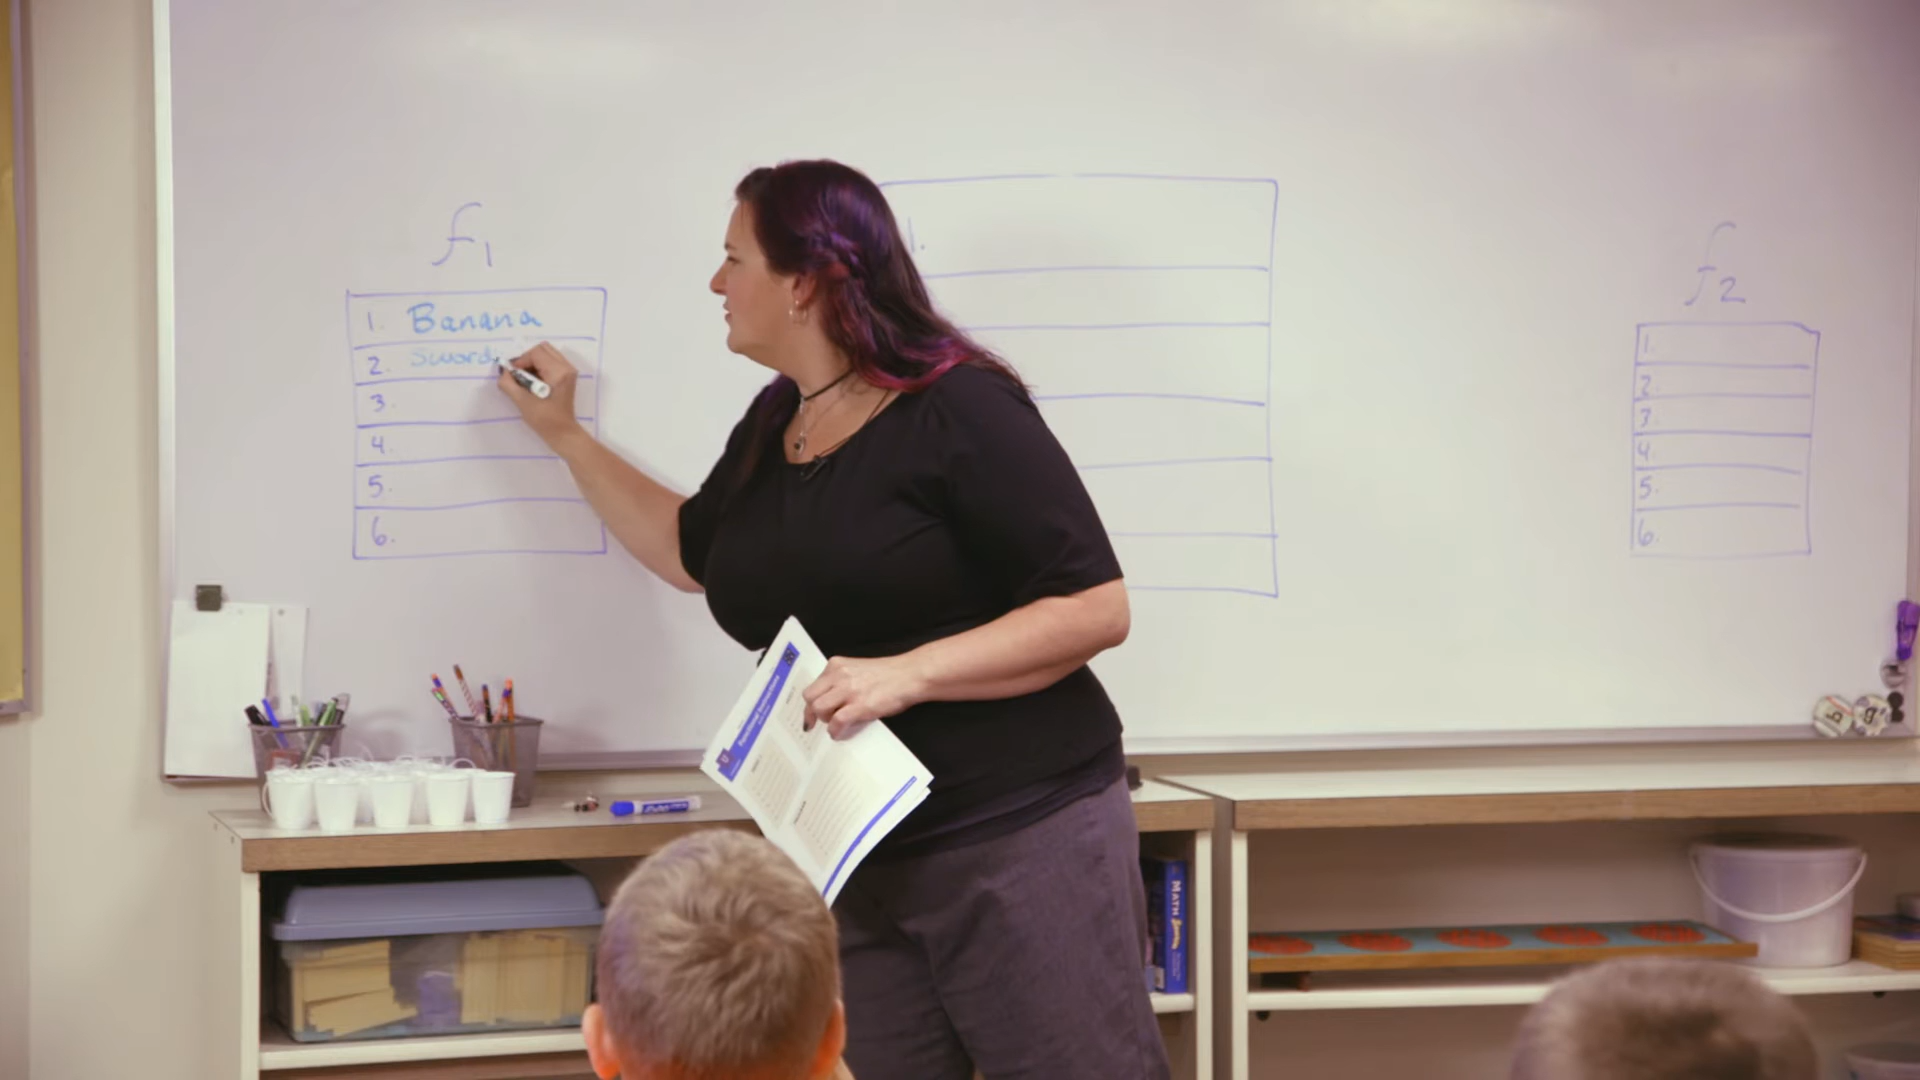 f1
1. Banana
2. Sword
3.
4.
5.
6.
1.
f2
1.
2.
3.
4.
5.
6.
MATH